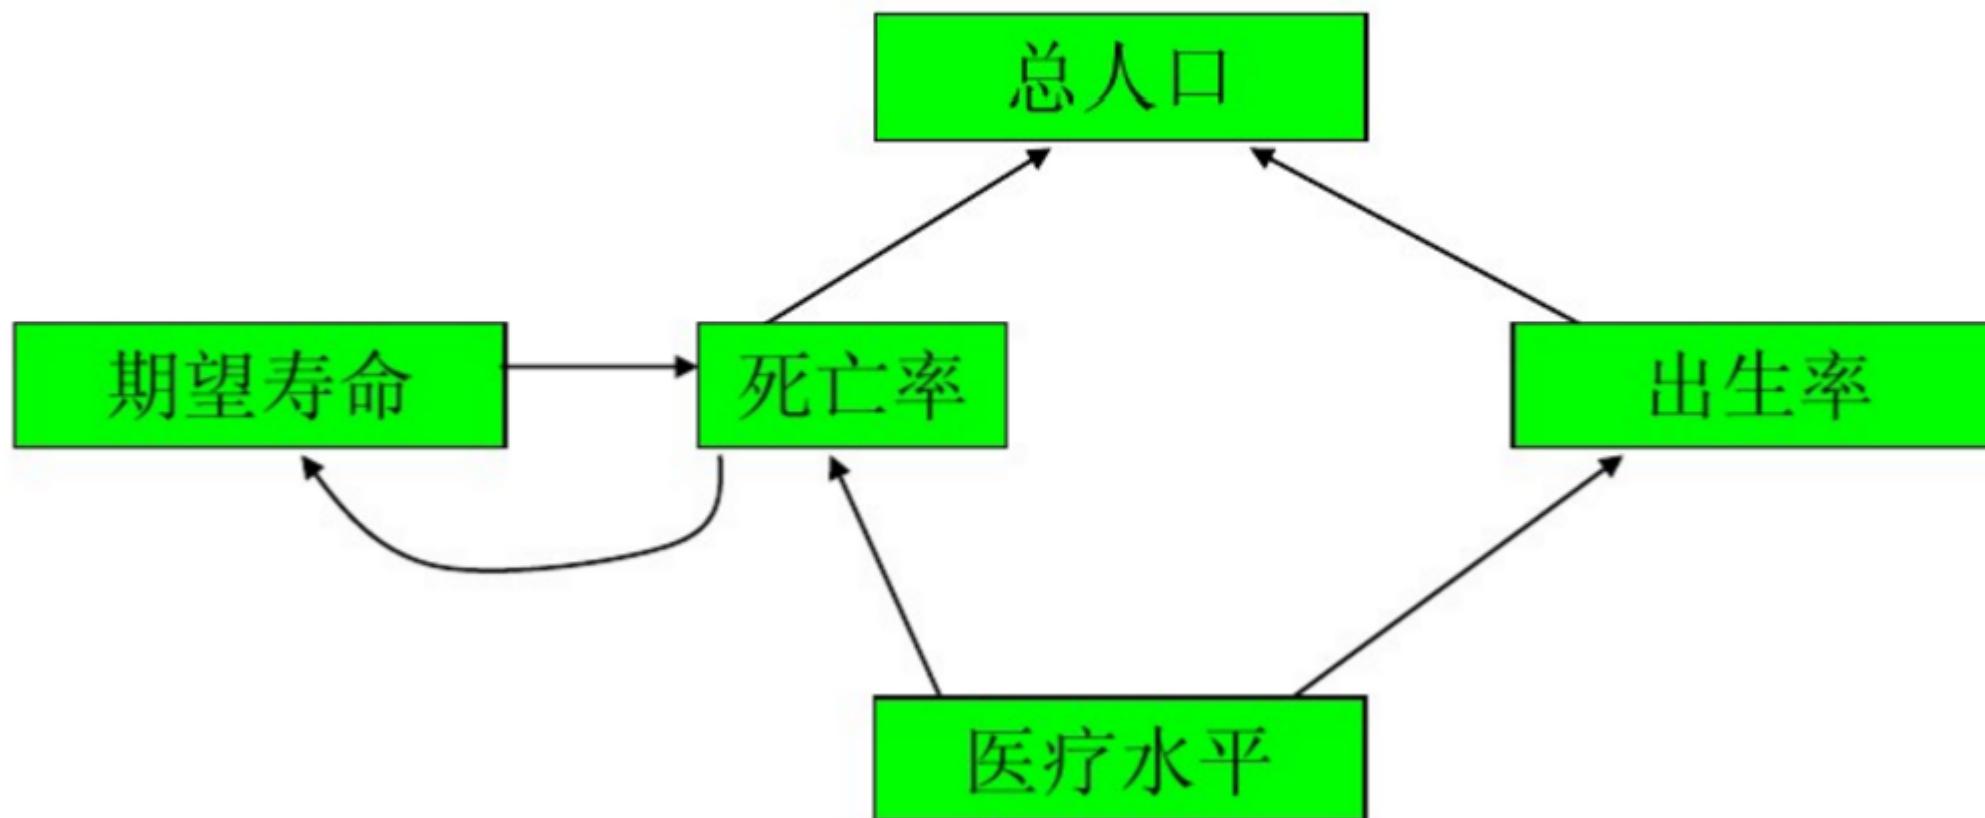 总人口
期望寿命
死亡率
出生率
医疗水平